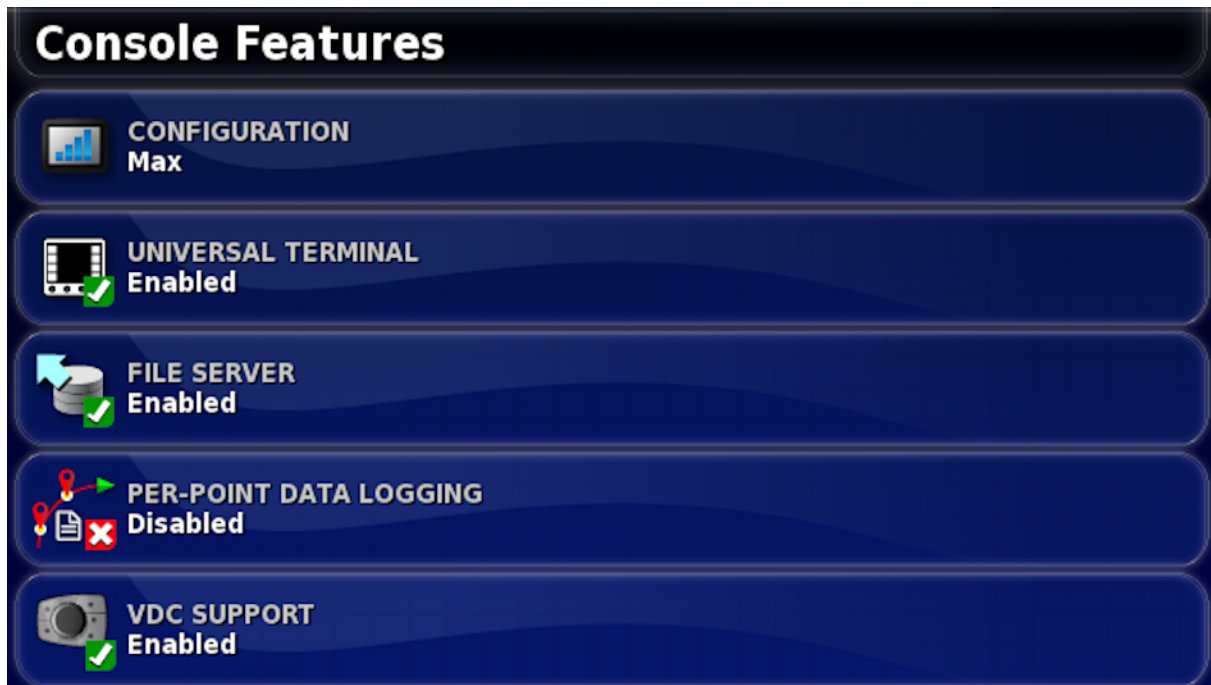 Console Features
CONFIGURATION
Max
UNIVERSAL TERMINAL
Enabled
FILE SERVER
Enabled
PER-POINT DATA LOGGING
Disabled
VDC SUPPORT
Enabled